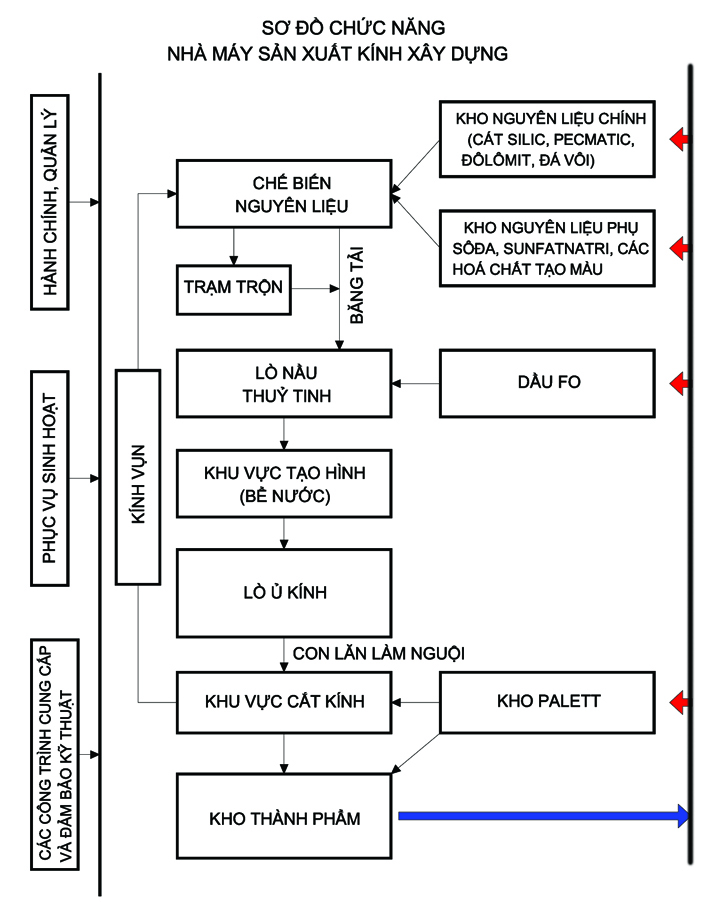 SƠ ĐỒ CHỨC NĂNG
NHÀ MÁY SẢN XUẤT KÍNH XÂY DỰNG
HÀNH CHÍNH, QUẢN LÝ
PHỤC VỤ SINH HOẠT
CÁC CÔNG TRÌNH CUNG CẤP
VÀ ĐẢM BẢO KỸ THUẬT
KÍNH VỤN
CHẾ BIẾN
NGUYÊN LIỆU
TRẠM TRỘN
BĂNG TẢI
LÒ NẤU
THUỶ TINH
KHU VỰC TẠO HÌNH
(BỂ NƯỚC)
LÒ Ủ KÍNH
CON LĂN LÀM NGUỘI
KHU VỰC CẮT KÍNH
KHO THÀNH PHẨM
KHO NGUYÊN LIỆU CHÍNH
(CÁT SILIC, PECMATIC,
ĐÔLÔMIT, ĐÁ VÔI)
KHO NGUYÊN LIỆU PHỤ
SÔĐA, SUNFATNATRI, CÁC
HOÁ CHẤT TẠO MÀU
DẦU FO
KHO PALETT